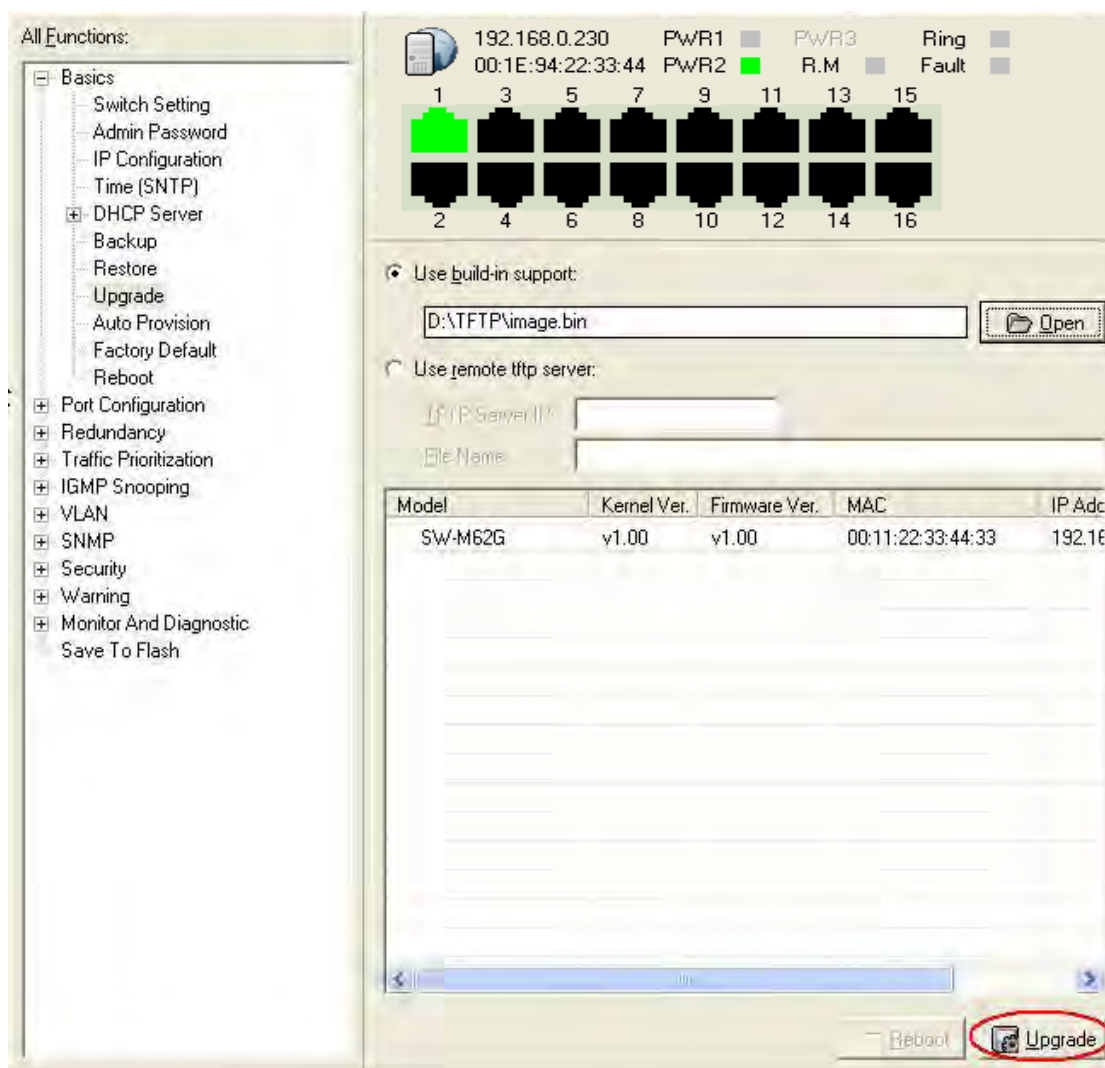 All Functions:
Basics
Switch Setting
Admin Password
IP Configuration
Time (SNTP)
DHCP Server
Backup
Restore
Upgrade
Auto Provision
Factory Default
Reboot
Port Configuration
Redundancy
Traffic Prioritization
IGMP Snooping
VLAN
SNMP
Security
Warning
Monitor And Diagnostic
Save To Flash
192.168.0.230 PWR1 PWR3 Ring
00:1E:94:22:33:44 PWR2 R.M Fault
1 3 5 7 9 11 13 15
2 4 6 8 10 12 14 16
Use build-in support:
D:\TFTP\image.bin Open
Use remote tftp server:
TFTP Server IP:
File Name:
Model Kernel Ver. Firmware Ver. MAC IP Adc
SW-M62G v1.00 v1.00 00:11:22:33:44:33 192.16
Reboot Upgrade